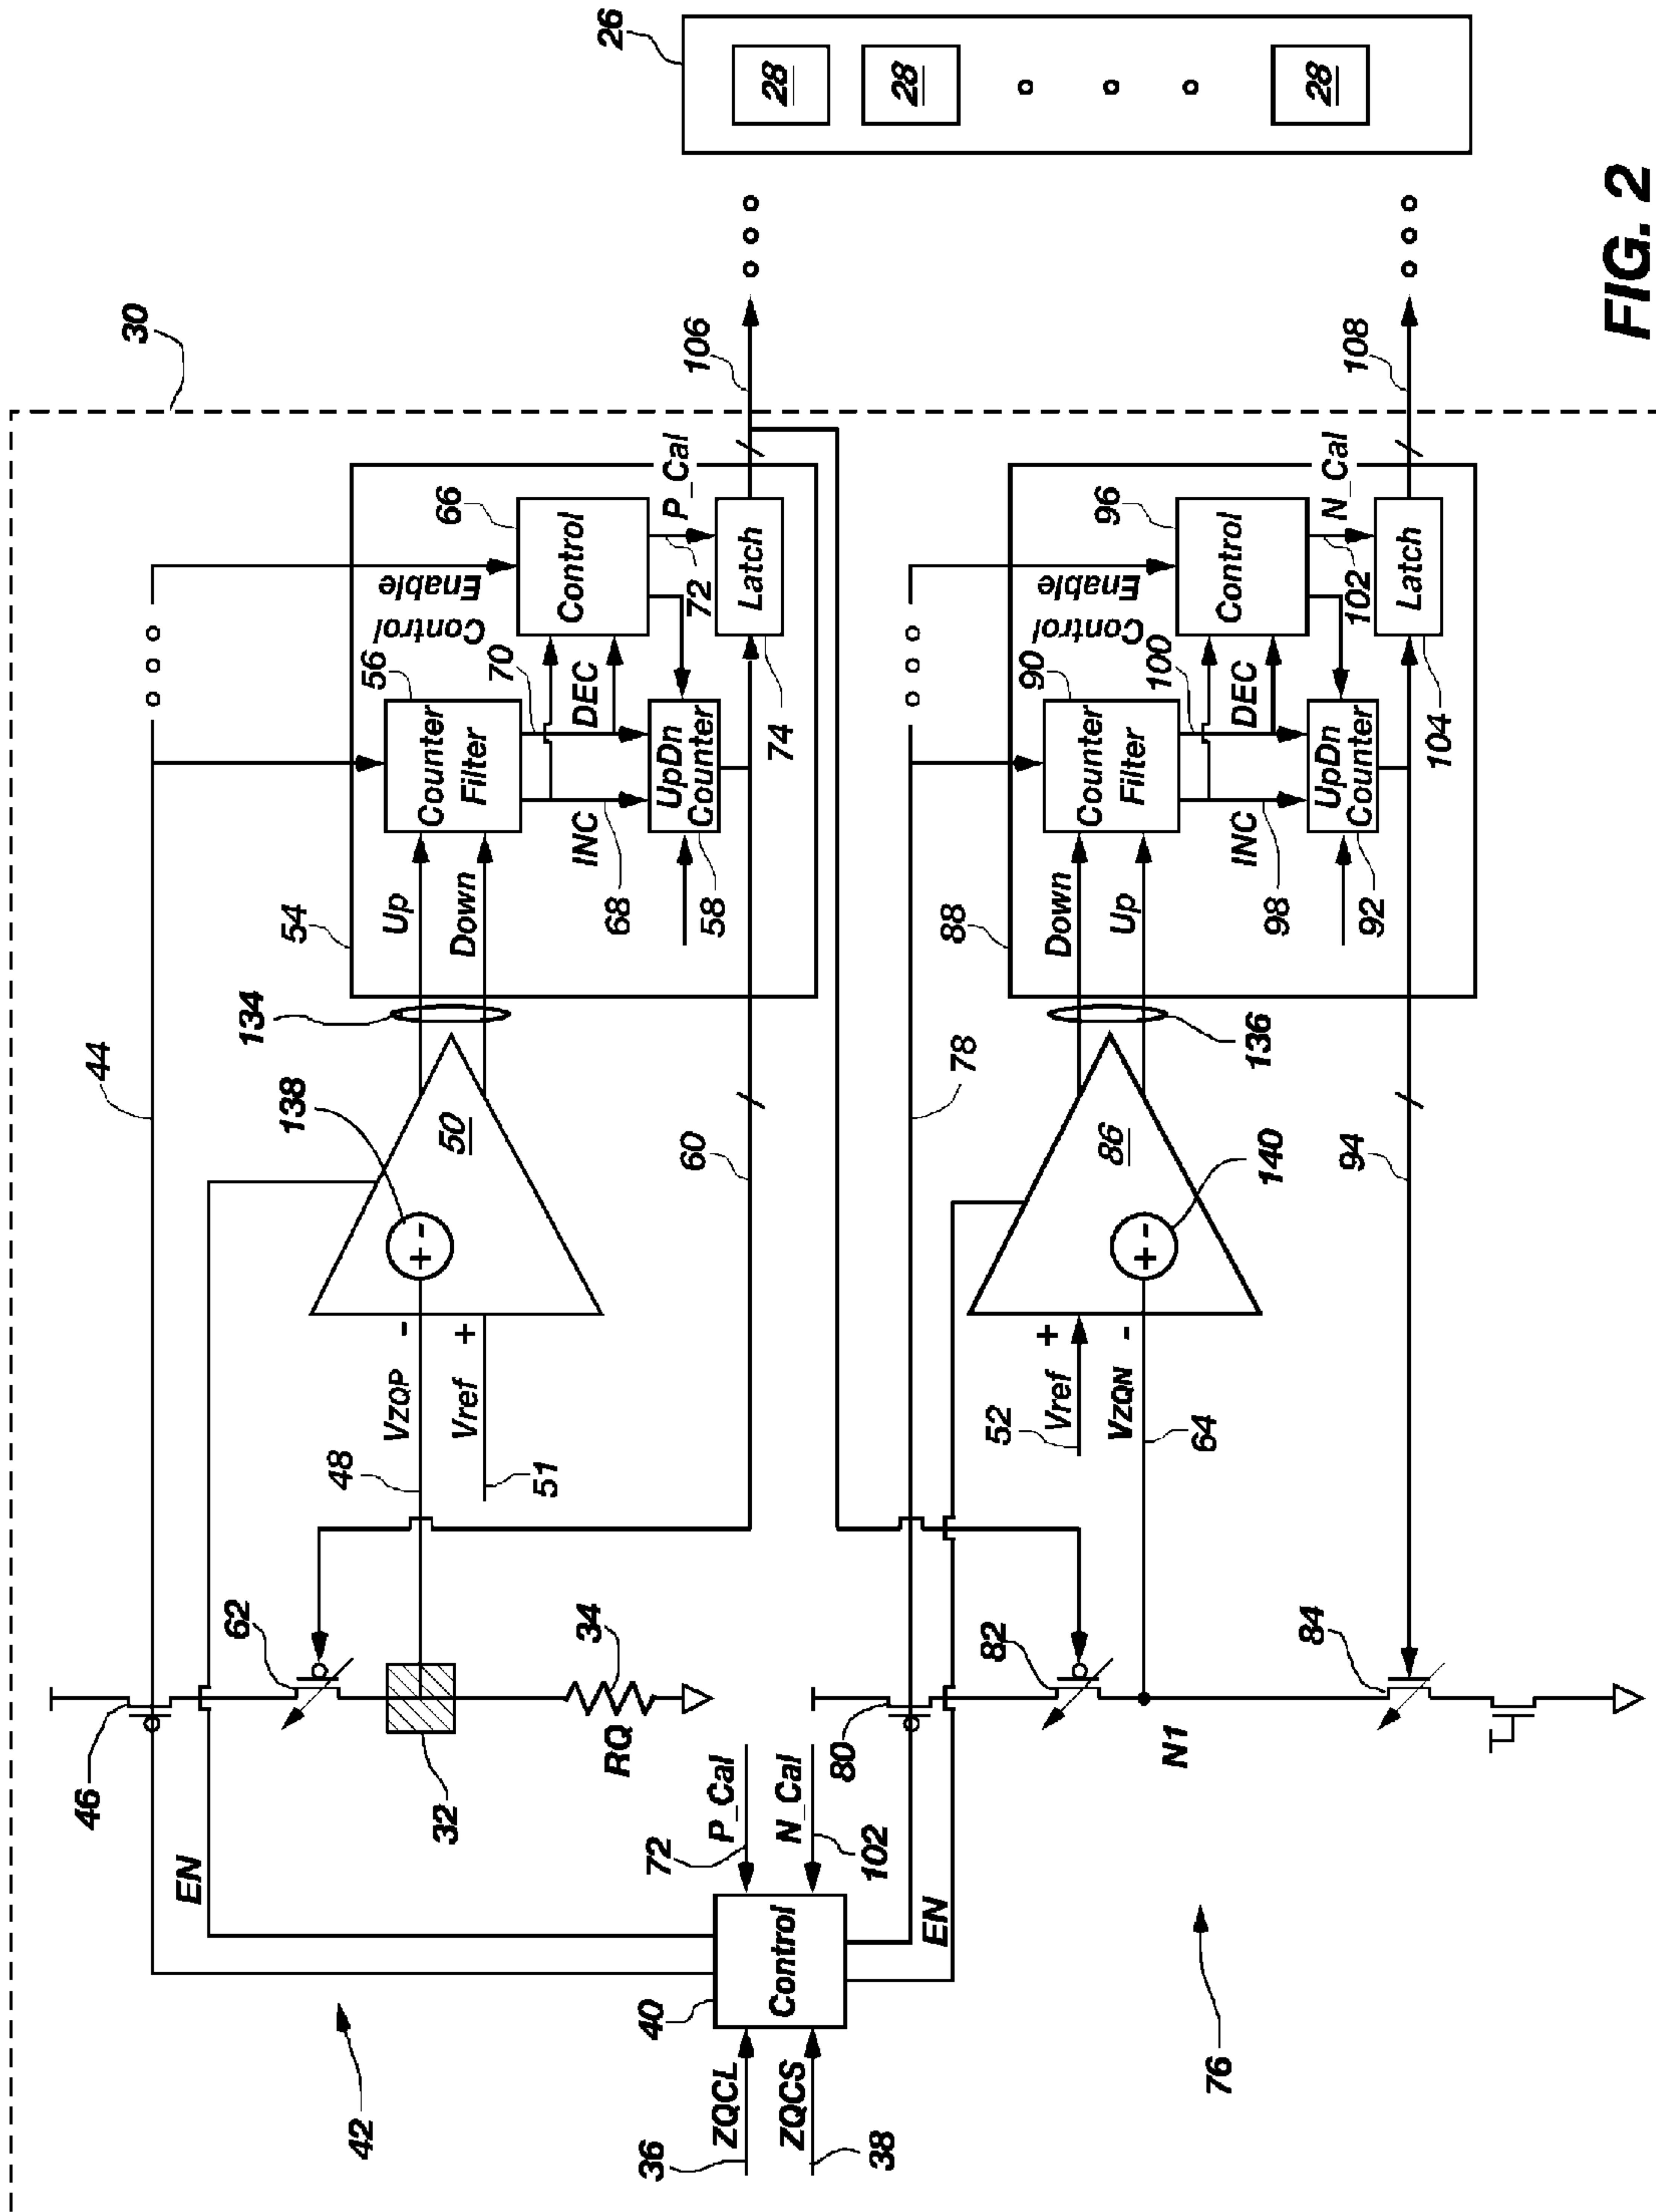 30
26
44
46
EN
62
42
32
34
RQ
48
VZQP
-
Vref
+
51
138
+ -
50
134
54
Up
Down
56
Counter
Filter
Control
Enable
66
Control
70
DEC
INC
68
UpDn
Counter
58
72
P_Cal
Latch
74
60
106
28
28
28
36
ZQCL
ZQCS
38
40
Control
72
P_Cal
N_Cal
102
EN
80
82
N1
84
76
52
Vref
+
VZQN
-
64
86
+ -
140
78
136
88
Down
Up
90
Counter
Filter
Control
Enable
96
Control
100
DEC
INC
98
UpDn
Counter
92
102
N_Cal
Latch
104
94
108
FIG. 2